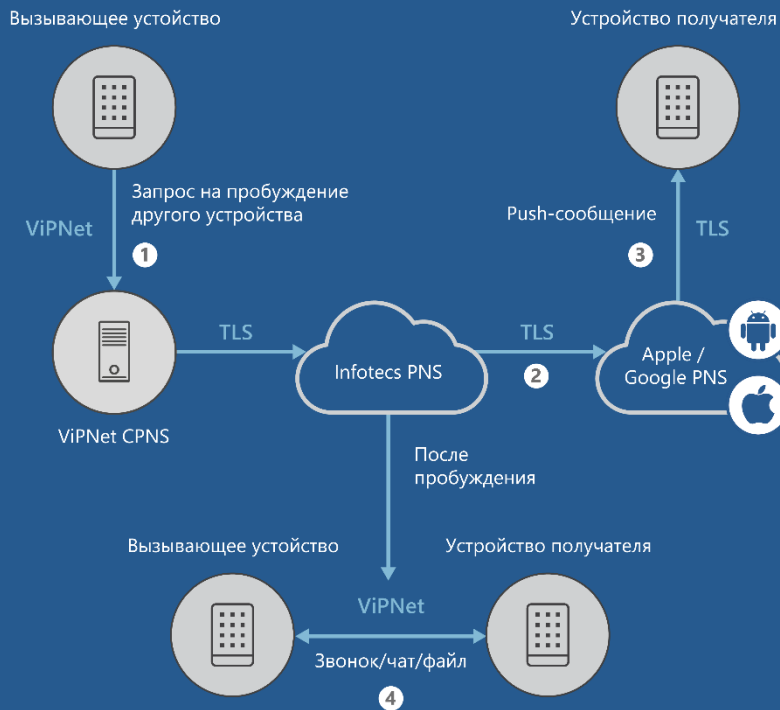 Вызывающее устойство
Устройство получателя
Запрос на пробуждение
другого устройства
ViPNet
1
Push-сообщение
TLS
3
TLS
TLS
Infotecs PNS
2
Apple /
Google PNS
ViPNet CPNS
После
пробуждения
Вызывающее устойство
Устройство получателя
ViPNet
Звонок/чат/файл
4